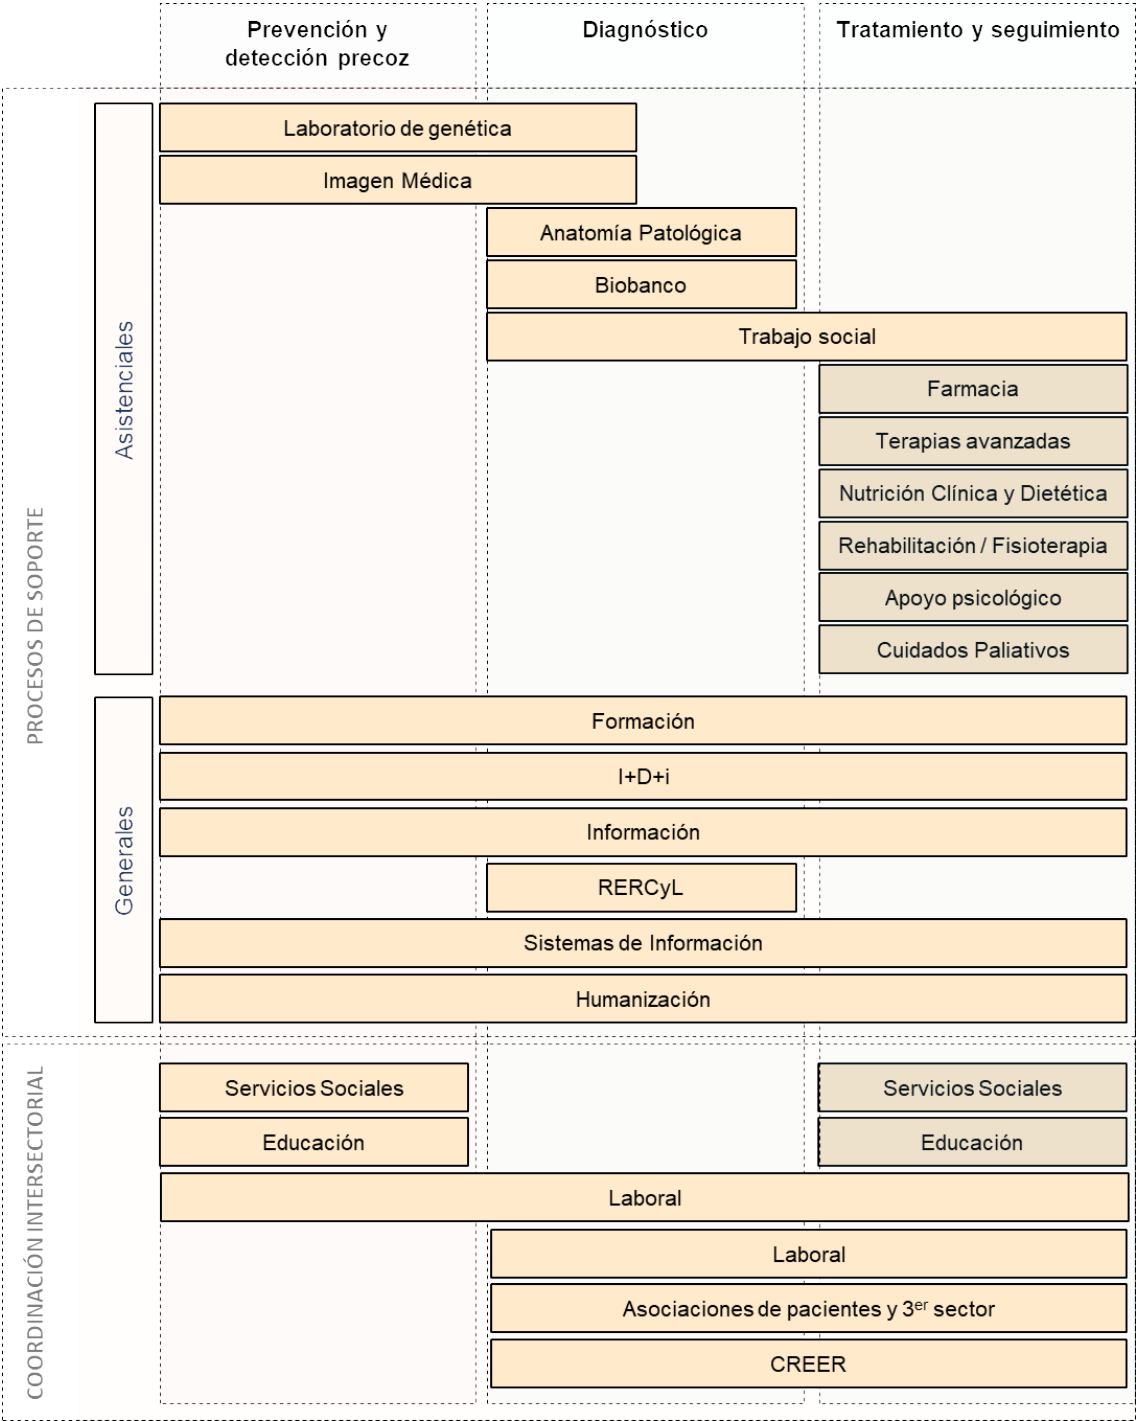 Prevención y
detección precoz
Diagnóstico
Tratamiento y seguimiento
PROCESOS DE SOPORTE
Asistenciales
Laboratorio de genética
Imagen Médica
Anatomía Patológica
Biobanco
Trabajo social
Farmacia
Terapias avanzadas
Nutrición Clínica y Dietética
Rehabilitación / Fisioterapia
Apoyo psicológico
Cuidados Paliativos
Generales
Formación
I+D+i
Información
RERCyL
Sistemas de Información
Humanización
COORDINACIÓN INTERSECTORIAL
Servicios Sociales
Servicios Sociales
Educación
Educación
Laboral
Laboral
Asociaciones de pacientes y 3er sector
CREER